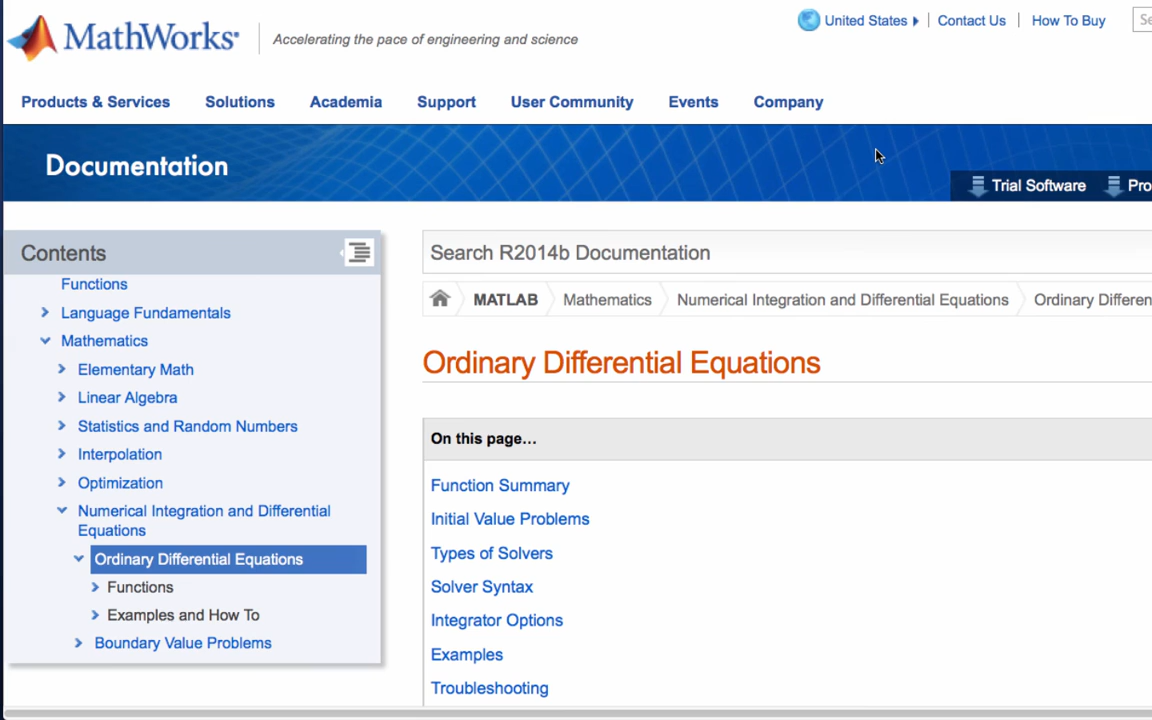 MathWorks®
Accelerating the pace of engineering and science
United States
Contact Us
How To Buy
Se
Products & Services
Solutions
Academia
Support
User Community
Events
Company
Documentation
Trial Software
Pro
Contents
Functions
Language Fundamentals
Mathematics
Elementary Math
Linear Algebra
Statistics and Random Numbers
Interpolation
Optimization
Numerical Integration and Differential
Equations
Ordinary Differential Equations
Functions
Examples and How To
Boundary Value Problems
Search R2014b Documentation
MATLAB
Mathematics
Numerical Integration and Differential Equations
Ordinary Differen
Ordinary Differential Equations
On this page…
Function Summary
Initial Value Problems
Types of Solvers
Solver Syntax
Integrator Options
Examples
Troubleshooting